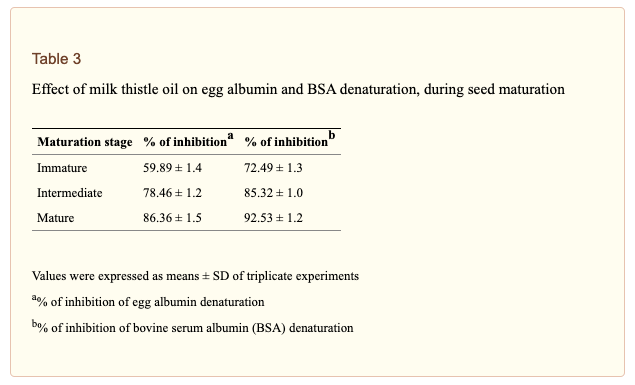 Table 3
Effect of milk thistle oil on egg albumin and BSA denaturation, during seed maturation
Maturation stage % of inhibitionᵃ % of inhibitionᵇ
Immature 59.89 ± 1.4 72.49 ± 1.3
Intermediate 78.46 ± 1.2 85.32 ± 1.0
Mature 86.36 ± 1.5 92.53 ± 1.2
Values were expressed as means ± SD of triplicate experiments
ᵃ% of inhibition of egg albumin denaturation
ᵇ% of inhibition of bovine serum albumin (BSA) denaturation